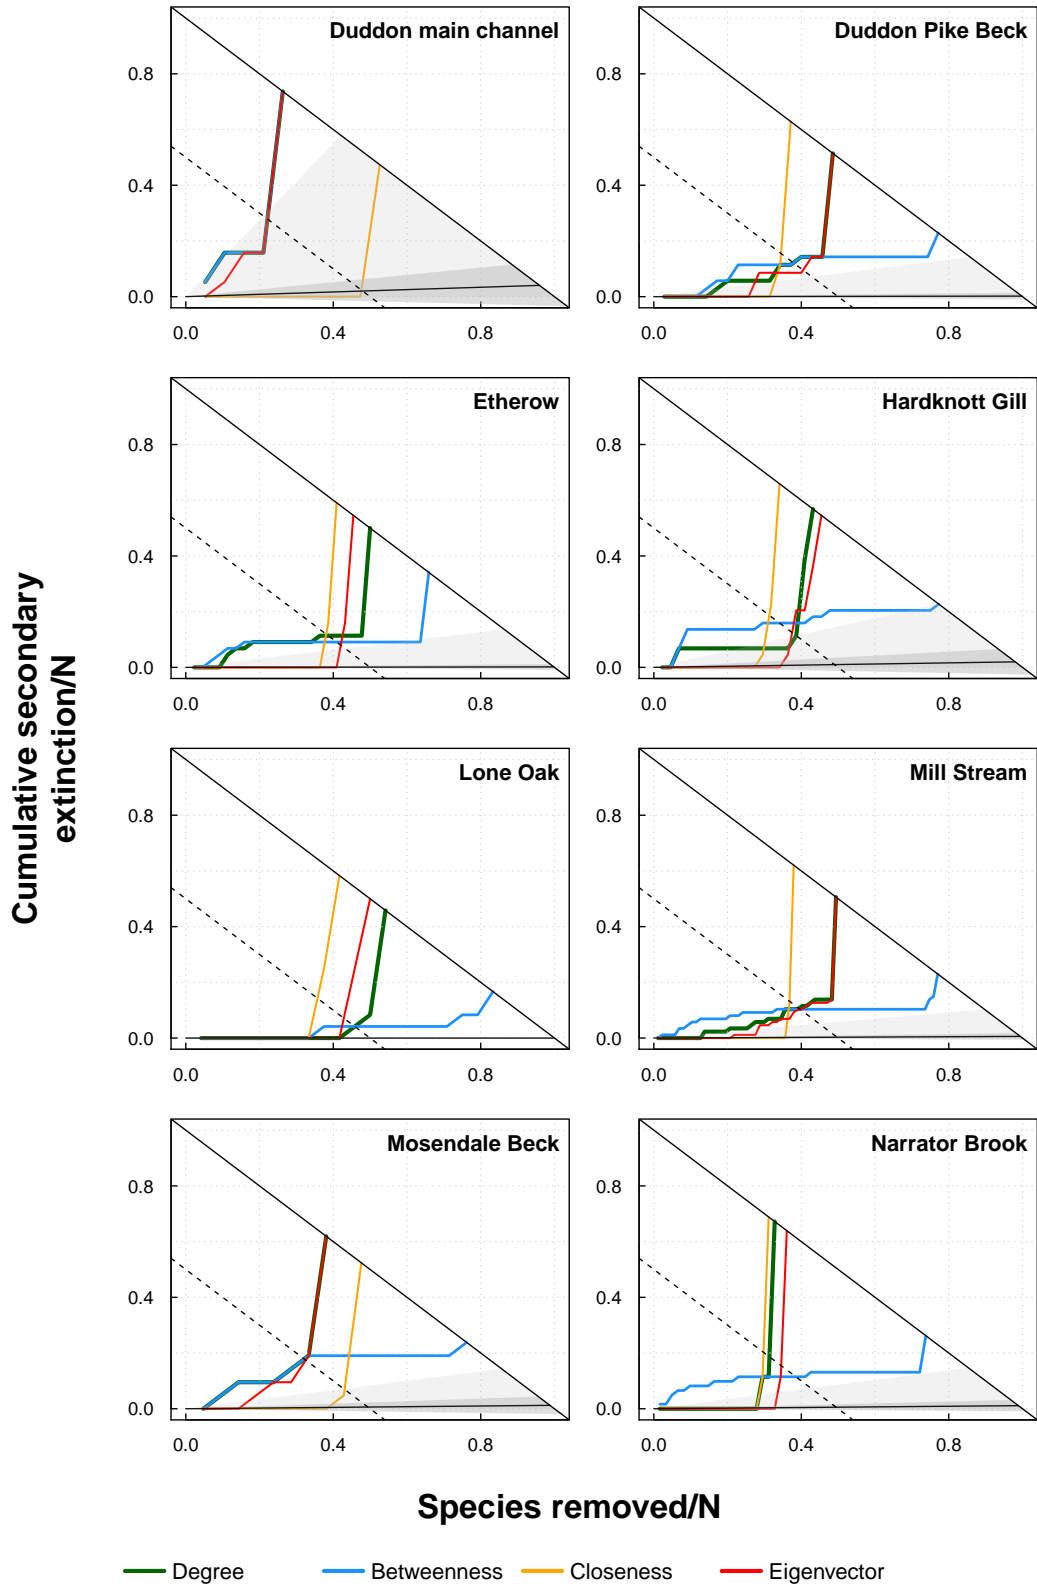 Duddon main channel
Duddon Pike Beck
0.8
0.4
0.0
0.0 0.4 0.8
0.8
0.4
0.0
0.0 0.4 0.8
Etherow
Hardknott Gill
0.8
0.4
0.0
0.0 0.4 0.8
0.8
0.4
0.0
0.0 0.4 0.8
Lone Oak
Mill Stream
0.8
0.4
0.0
0.0 0.4 0.8
0.8
0.4
0.0
0.0 0.4 0.8
Mosendale Beck
Narrator Brook
0.8
0.4
0.0
0.0 0.4 0.8
0.8
0.4
0.0
0.0 0.4 0.8
Cumulative secondary
extinction/N
Species removed/N
Degree Betweenness Closeness Eigenvector